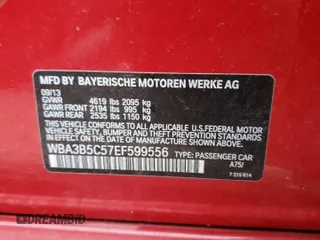 MFD BY BAYERISCHE MOTOREN WERKE AG
09/13
GVWR 4619 lbs 2095 kg
GAWR FRONT 2194 lbs 995 kg
GAWR REAR 2535 lbs 1150 kg
THIS VEHICLE CONFORMS TO ALL APPLICABLE FEDERAL MOTOR VEHICLE
SAFETY, BUMPER AND THEFT PREVENTION STANDARDS IN EFFECT ON THE
DATE OF MANUFACTURE SHOWN ABOVE.
WBA3B5C57EF599556 TYPE: PASSENGER CAR
A75/
AUTOBIDMASTER